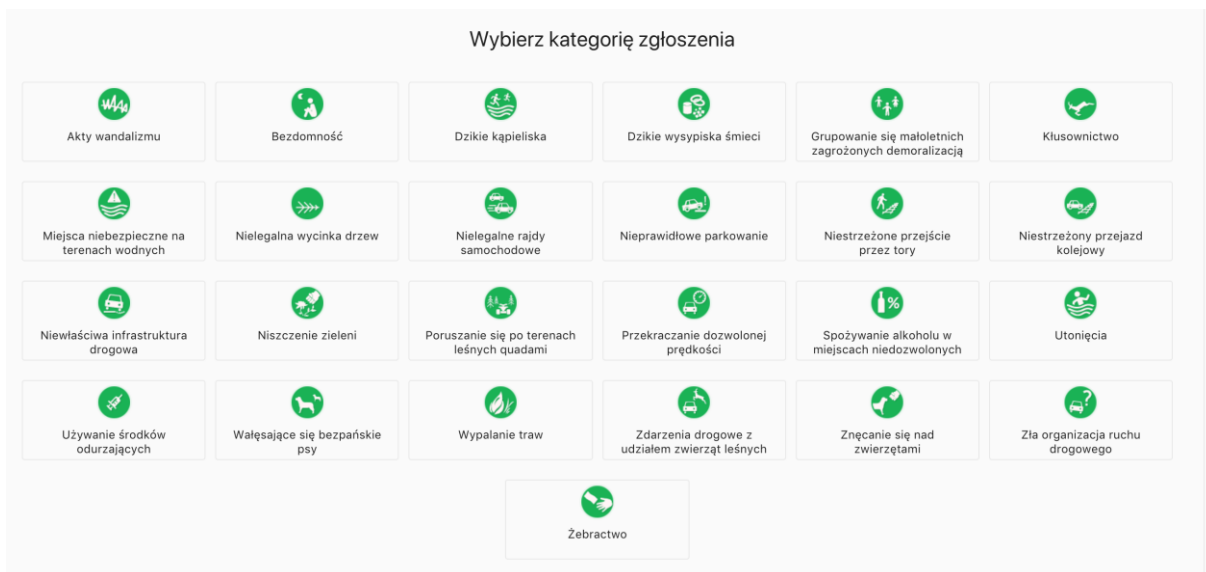 Wybierz kategorię zgłoszenia
Akty wandalizmu
Bezdomność
Dzikie kąpieliska
Dzikie wysypiska śmieci
Grupowanie się małoletnich
zagrożonych demoralizacją
Kłusownictwo
Miejsca niebezpieczne na
terenach wodnych
Nielegalna wycinka drzew
Nielegalne rajdy
samochodowe
Nieprawidłowe parkowanie
Niestrzeżone przejście
przez tory
Niestrzeżony przejazd
kolejowy
Niewłaściwa infrastruktura
drogowa
Niszczenie zieleni
Poruszanie się po terenach
leśnych quadami
Przekraczanie dozwolonej
prędkości
%
Spożywanie alkoholu w
miejscach niedozwolonych
Utonięcia
Używanie środków
odurzających
Wałęsające się bezpańskie
psy
Wypalanie traw
Zdarzenia drogowe z
udziałem zwierząt leśnych
Znęcanie się nad
zwierzętami
?
Zła organizacja ruchu
drogowego
Żebractwo